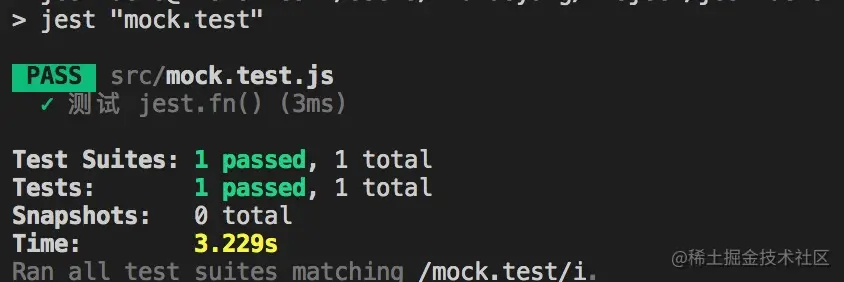 > jest "mock.test"
PASS src/mock.test.js
✓ 测试 jest.fn() (3ms)
Test Suites: 1 passed, 1 total
Tests: 1 passed, 1 total
Snapshots: 0 total
Time: 3.229s
Ran all test suites matching /mock.test/i.
@稀土掘金技术社区